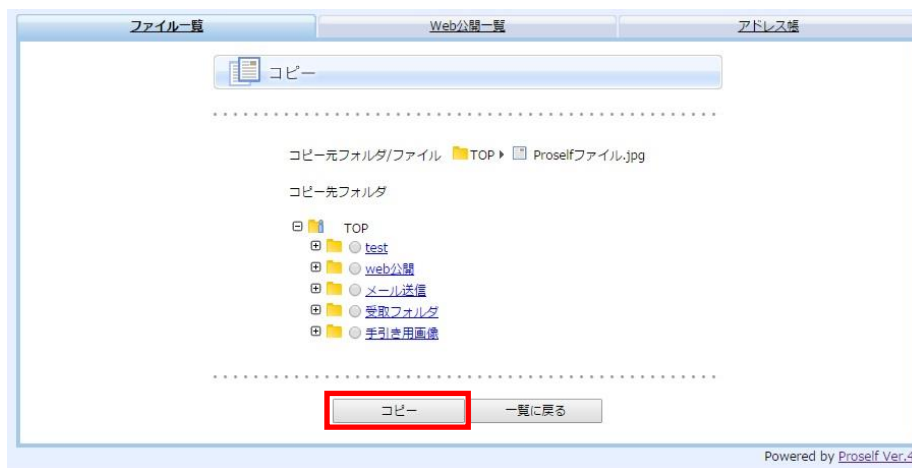 ファイル一覧 Web公開一覧 アドレス帳
コピー
コピー元フォルダ/ファイル TOP Proselfファイル.jpg
コピー先フォルダ
TOP
test
web公開
メール送信
受取フォルダ
手引き用画像
コピー 一覧に戻る
Powered by Proself Ver.4